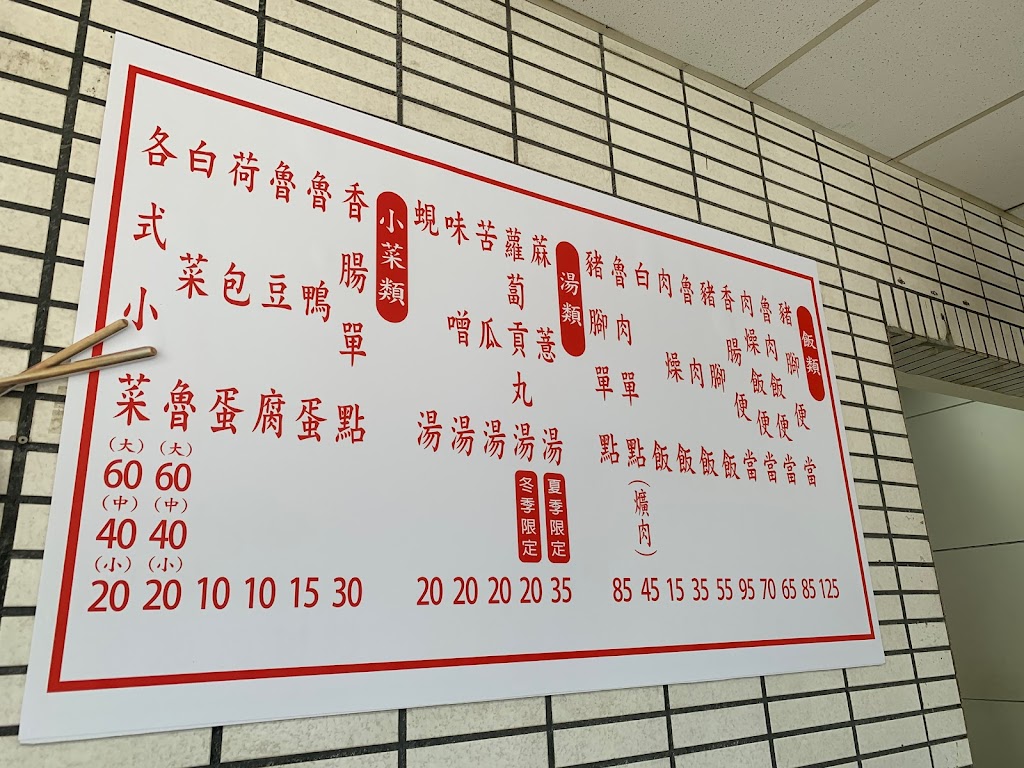 飯類
豬腳便當 125
魯肉飯便當 85
肉燥飯便當 65
香腸便當 70
豬腳飯 95
魯肉飯 55
肉燥飯 35
白飯 15
魯肉單點(爌肉) 45
豬腳單點 85
湯類
麻薏湯 夏季限定 35
蘿蔔貢丸湯 冬季限定 20
苦瓜湯 20
味噌湯 20
蜆湯 20
小菜類
香腸單點 30
魯鴨蛋 15
魯豆腐 10
荷包蛋 10
白菜魯 (大)60 (中)40 (小)20
各式小菜 (大)60 (中)40 (小)20